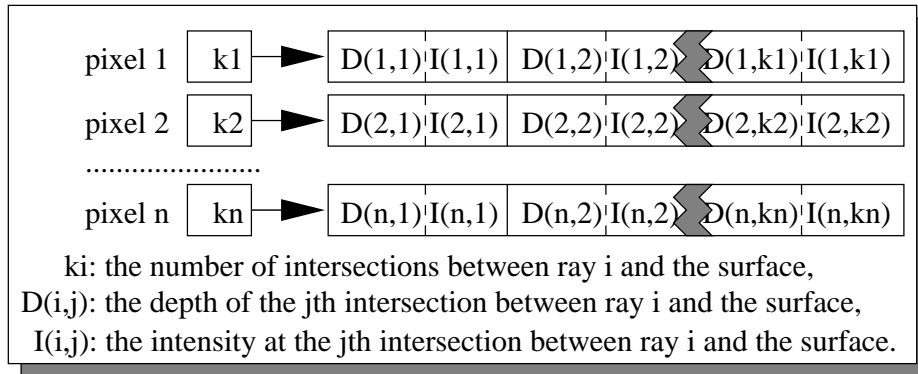 pixel 1 k1 D(1,1) I(1,1) D(1,2) I(1,2) D(1,k1) I(1,k1)
pixel 2 k2 D(2,1) I(2,1) D(2,2) I(2,2) D(2,k2) I(2,k2)
.......................
pixel n kn D(n,1) I(n,1) D(n,2) I(n,2) D(n,kn) I(n,kn)
ki: the number of intersections between ray i and the surface,
D(i,j): the depth of the jth intersection between ray i and the surface,
I(i,j): the intensity at the jth intersection between ray i and the surface.